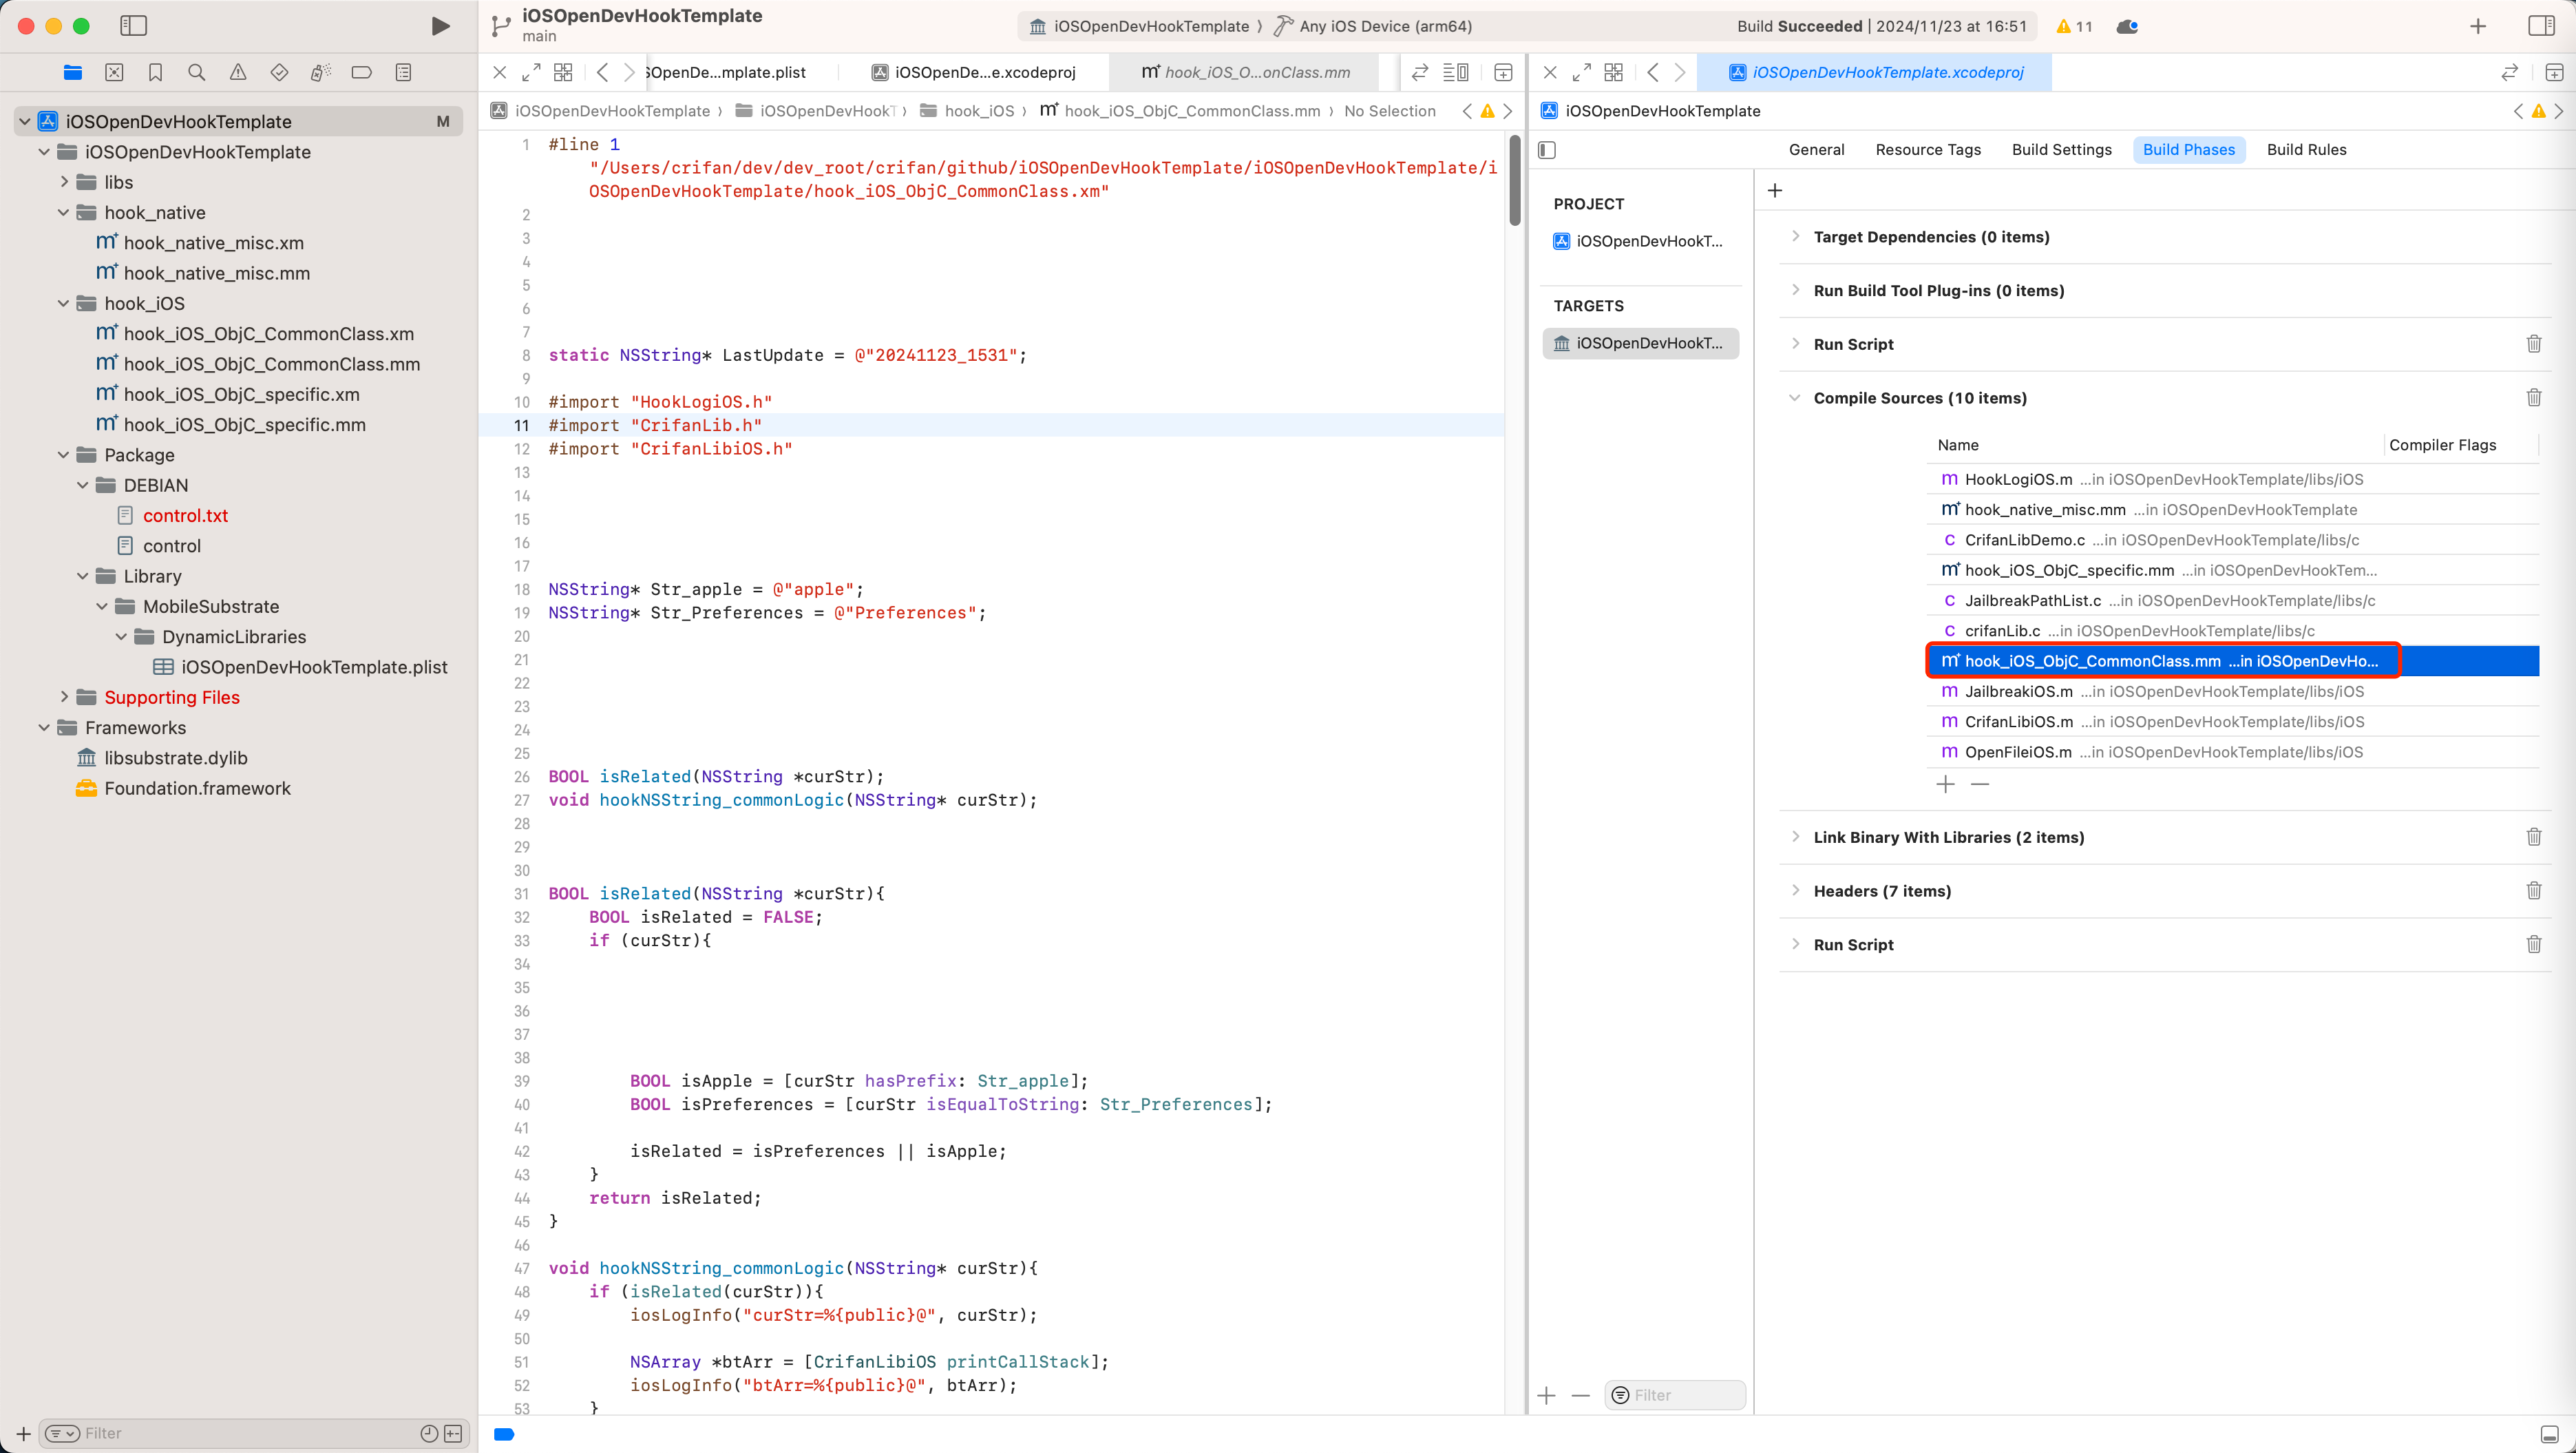 iOSOpenDevHookTemplate
main
iOSOpenDevHookTemplate 〉 Any iOS Device (arm64)
Build Succeeded | 2024/11/23 at 16:51
11
iOSOpenDevHookTemplate
M
iOSOpenDevHookTemplate
libs
hook_native
hook_native_misc.xm
hook_native_misc.mm
hook_iOS
hook_iOS_ObjC_CommonClass.xm
hook_iOS_ObjC_CommonClass.mm
hook_iOS_ObjC_specific.xm
hook_iOS_ObjC_specific.mm
Package
DEBIAN
control.txt
control
Library
MobileSubstrate
DynamicLibraries
iOSOpenDevHookTemplate.plist
Supporting Files
Frameworks
libsubstrate.dylib
Foundation.framework
Filter
SOpenDe...mplate.plist
iOSOpenDe...e.xcodeproj
hook_iOS_O...onClass.mm
iOSOpenDevHookTemplate 〉 iOSOpenDevHookT 〉 hook_iOS 〉 hook_iOS_ObjC_CommonClass.mm 〉 No Selection
1 #line 1
"/Users/crifan/dev/dev_root/crifan/github/iOSOpenDevHookTemplate/iOSOpenDevHookTemplate/i
OSOpenDevHookTemplate/hook_iOS_ObjC_CommonClass.xm"
2
3
4
5
6
7
8 static NSString* LastUpdate = @"20241123_1531";
9
10 #import "HookLogiOS.h"
11 #import "CrifanLib.h"
12 #import "CrifanLibiOS.h"
13
14
15
16
17
18 NSString* Str_apple = @"apple";
19 NSString* Str_Preferences = @"Preferences";
20
21
22
23
24
25
26 BOOL isRelated(NSString *curStr);
27 void hookNSString_commonLogic(NSString* curStr);
28
29
30
31 BOOL isRelated(NSString *curStr){
32 BOOL isRelated = FALSE;
33 if (curStr){
34
35
36
37
38
39 BOOL isApple = [curStr hasPrefix: Str_apple];
40 BOOL isPreferences = [curStr isEqualToString: Str_Preferences];
41
42 isRelated = isPreferences || isApple;
43 }
44 return isRelated;
45 }
46
47 void hookNSString_commonLogic(NSString* curStr){
48 if (isRelated(curStr)){
49 iosLogInfo("curStr=%{public}@", curStr);
50
51 NSArray *btArr = [CrifanLibiOS printCallStack];
52 iosLogInfo("btArr=%{public}@", btArr);
53 }
iOSOpenDevHookTemplate.xcodeproj
iOSOpenDevHookTemplate
General Resource Tags Build Settings Build Phases Build Rules
PROJECT
iOSOpenDevHookT...
TARGETS
iOSOpenDevHookT...
Filter
Target Dependencies (0 items)
Run Build Tool Plug-ins (0 items)
Run Script
Compile Sources (10 items)
Name Compiler Flags
HookLogiOS.m ...in iOSOpenDevHookTemplate/libs/iOS
hook_native_misc.mm ...in iOSOpenDevHookTemplate
CrifanLibDemo.c ...in iOSOpenDevHookTemplate/libs/c
hook_iOS_ObjC_specific.mm ...in iOSOpenDevHookTem...
JailbreakPathList.c ...in iOSOpenDevHookTemplate/libs/c
crifanLib.c ...in iOSOpenDevHookTemplate/libs/c
hook_iOS_ObjC_CommonClass.mm ...in iOSOpenDevHo...
JailbreakiOS.m ...in iOSOpenDevHookTemplate/libs/iOS
CrifanLibiOS.m ...in iOSOpenDevHookTemplate/libs/iOS
OpenFileiOS.m ...in iOSOpenDevHookTemplate/libs/iOS
Link Binary With Libraries (2 items)
Headers (7 items)
Run Script